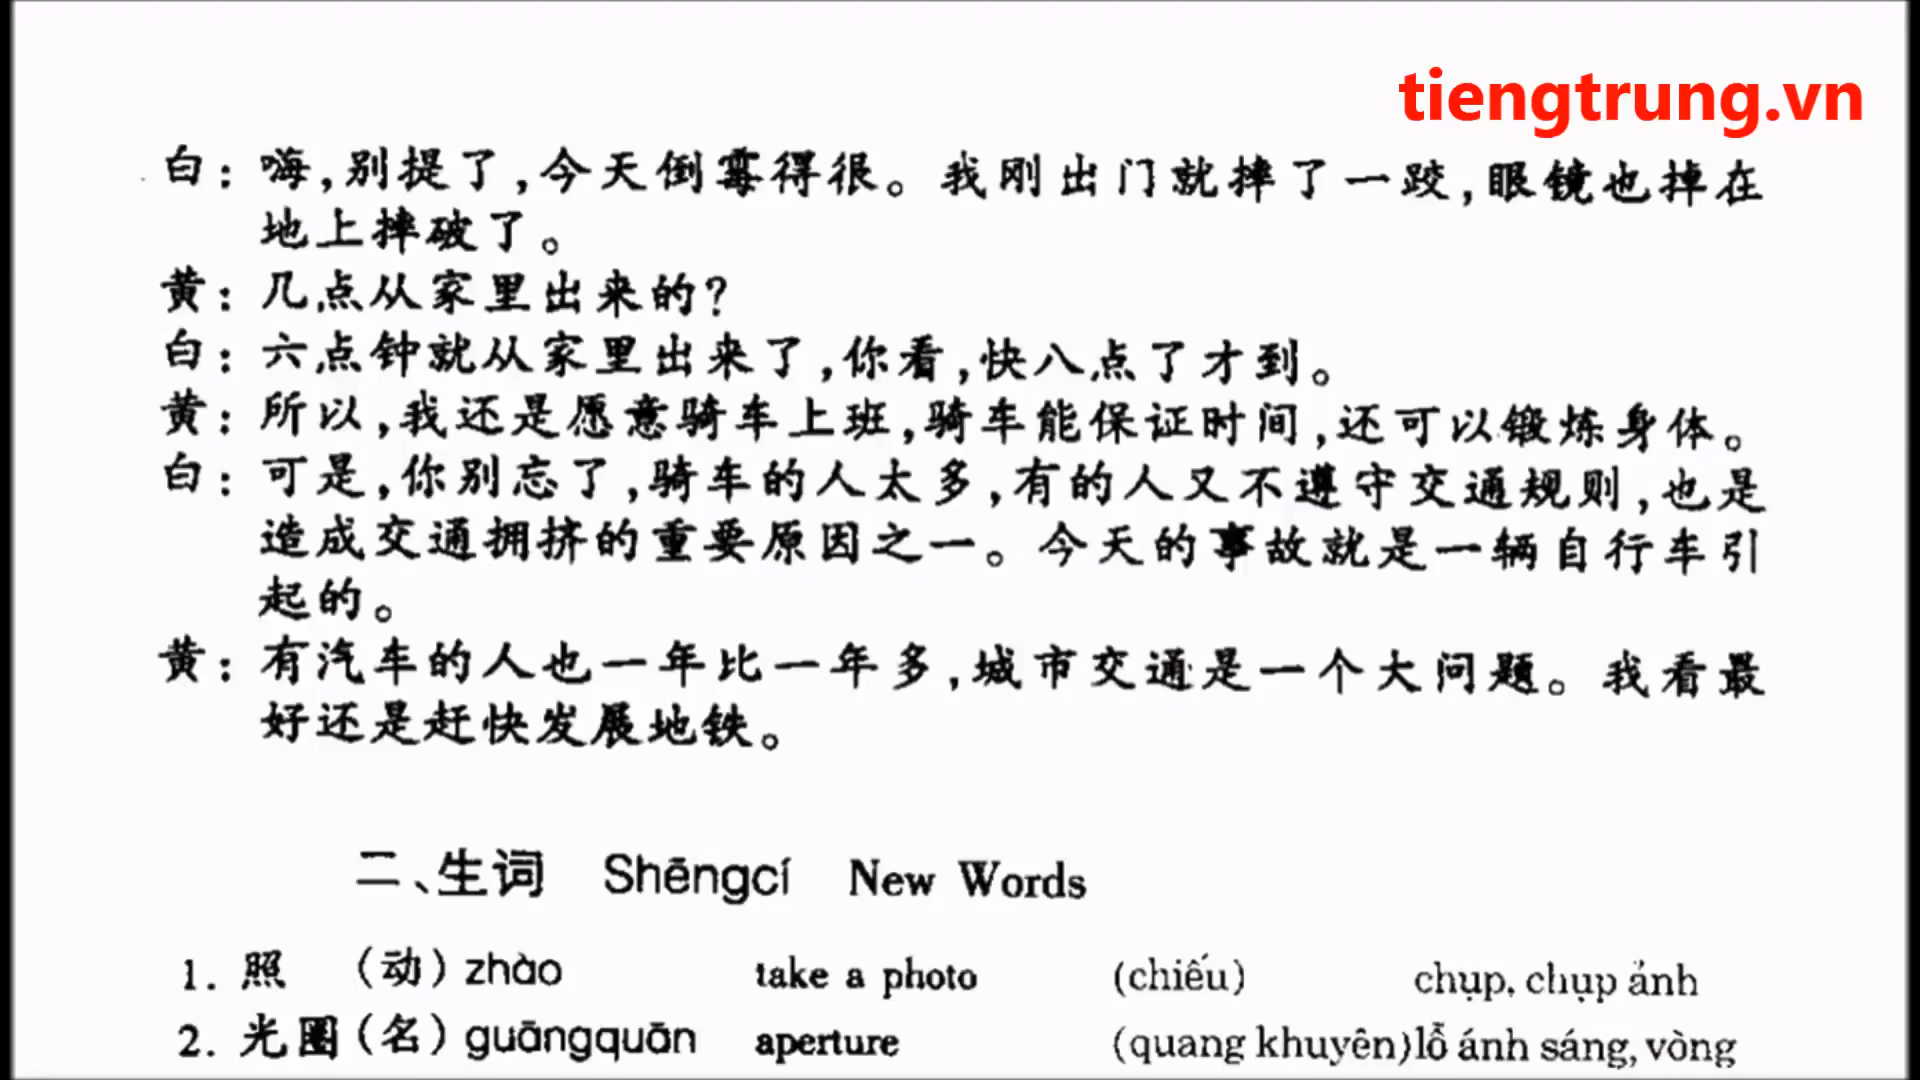 tiengtrung.vn
白：嗨，别提了，今天倒霉得很。我刚出门就摔了一跤，眼镜也掉在
地上摔破了。
黄：几点从家里出来的？
白：六点钟就从家里出来了，你看，快八点了才到。
黄：所以，我还是愿意骑车上班，骑车能保证时间，还可以锻炼身体。
白：可是，你别忘了，骑车的人太多，有的人又不遵守交通规则，也是
造成交通拥挤的重要原因之一。今天的事故就是一辆自行车引
起的。
黄：有汽车的人也一年比一年多，城市交通是一个大问题。我看最
好还是赶快发展地铁。
二、生词 Shēngcí New Words
1. 照 （动）zhào take a photo (chiếu) chụp, chụp ảnh
2. 光圈（名）guāngquān aperture (quang khuyên) lỗ ánh sáng, vòng